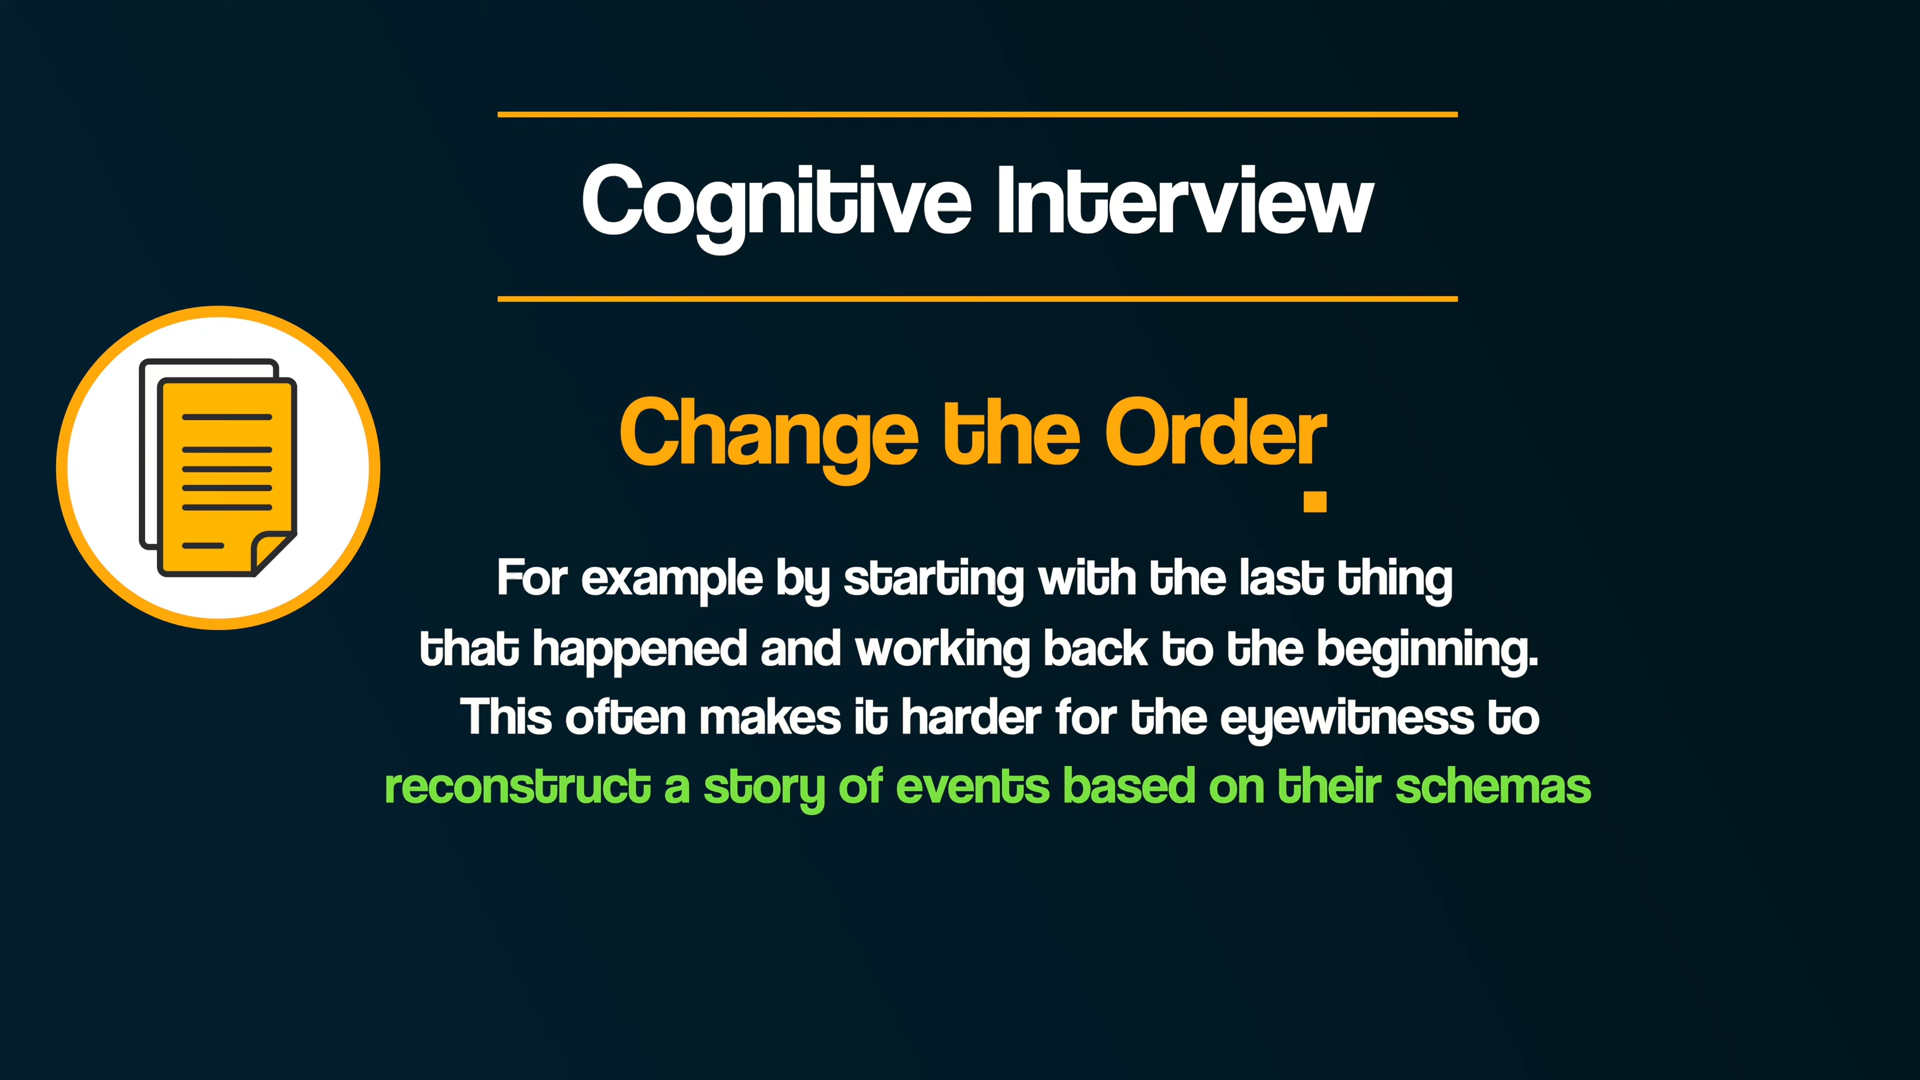 Cognitive Interview
Change the Order
For example by starting with the last thing
that happened and working back to the beginning.
This often makes it harder for the eyewitness to
reconstruct a story of events based on their schemas